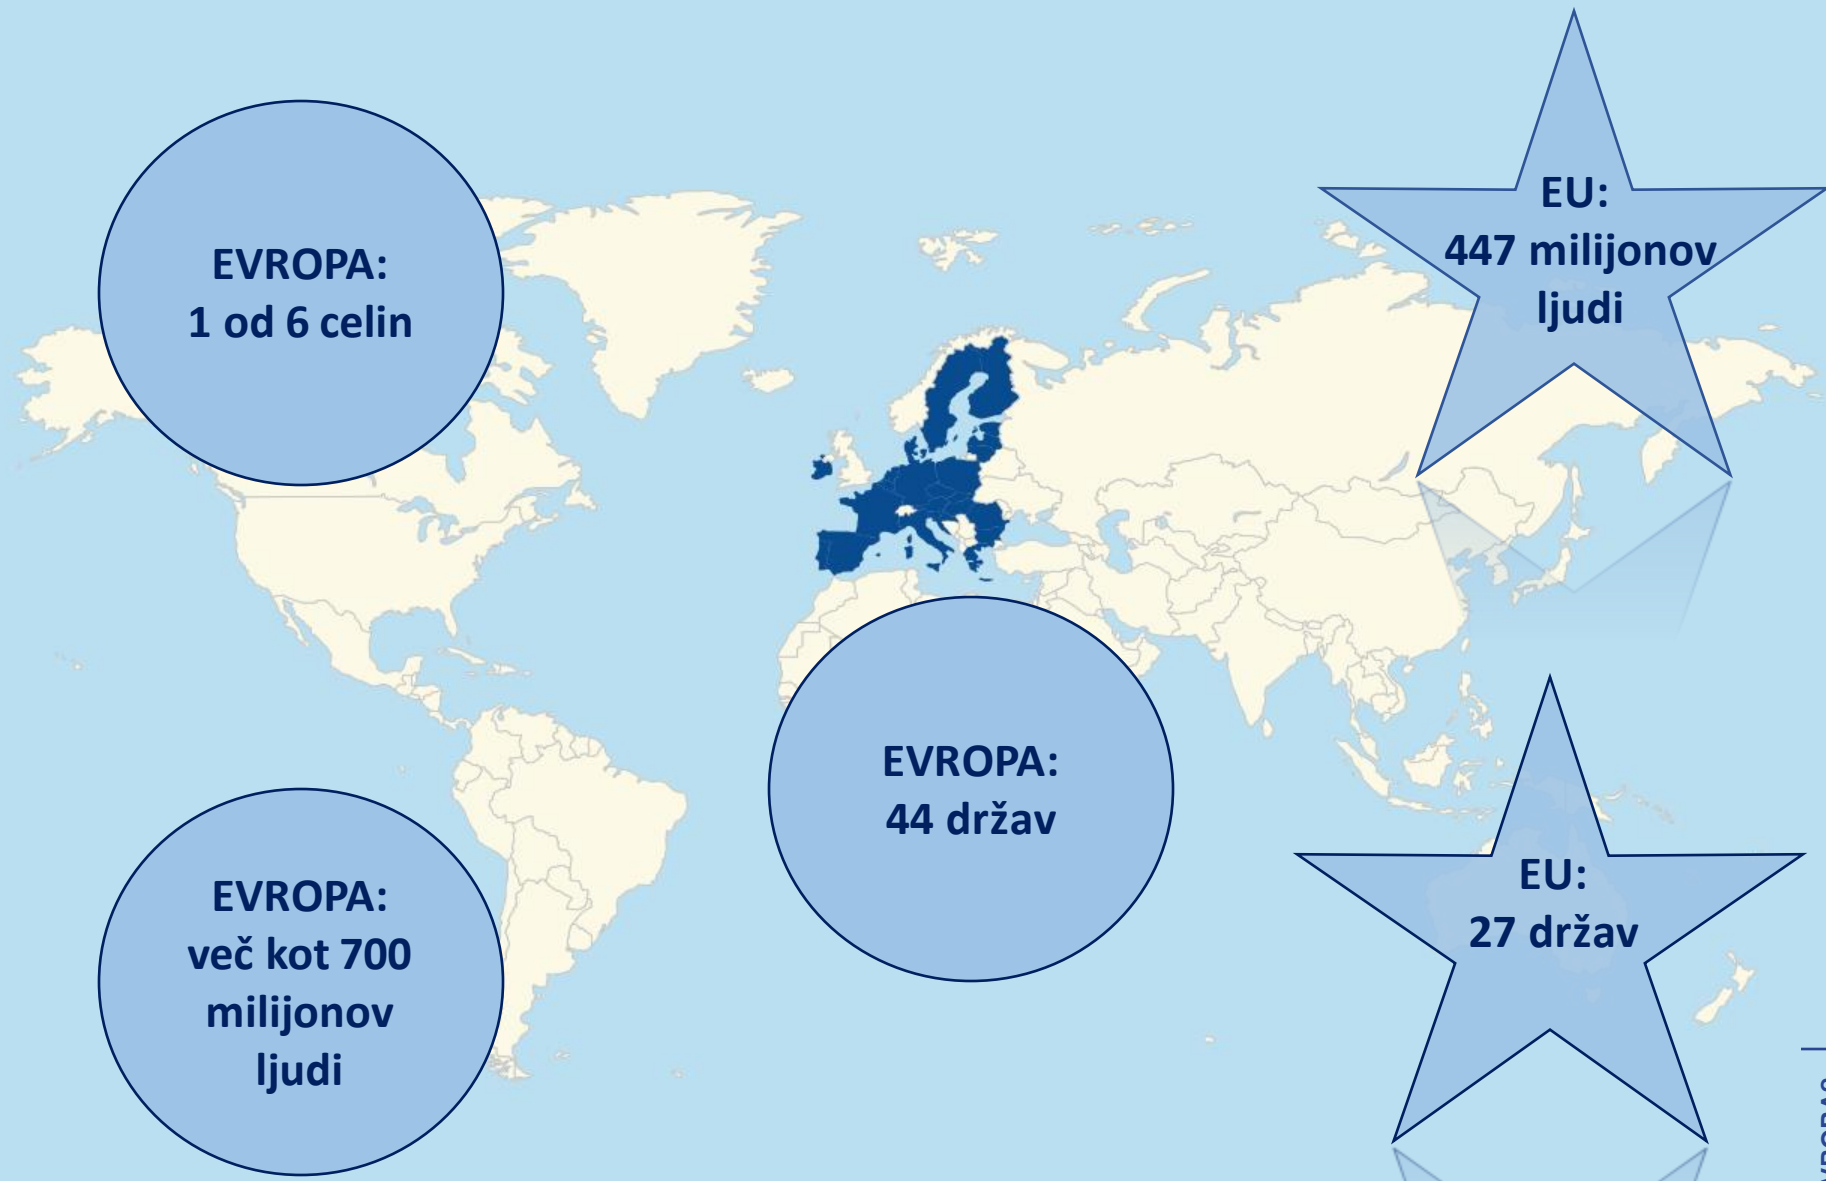 EVROPA:
1 od 6 celin
EU:
447 milijonov
ljudi
EVROPA:
44 držav
EVROPA:
več kot 700
milijonov
ljudi
EU:
27 držav